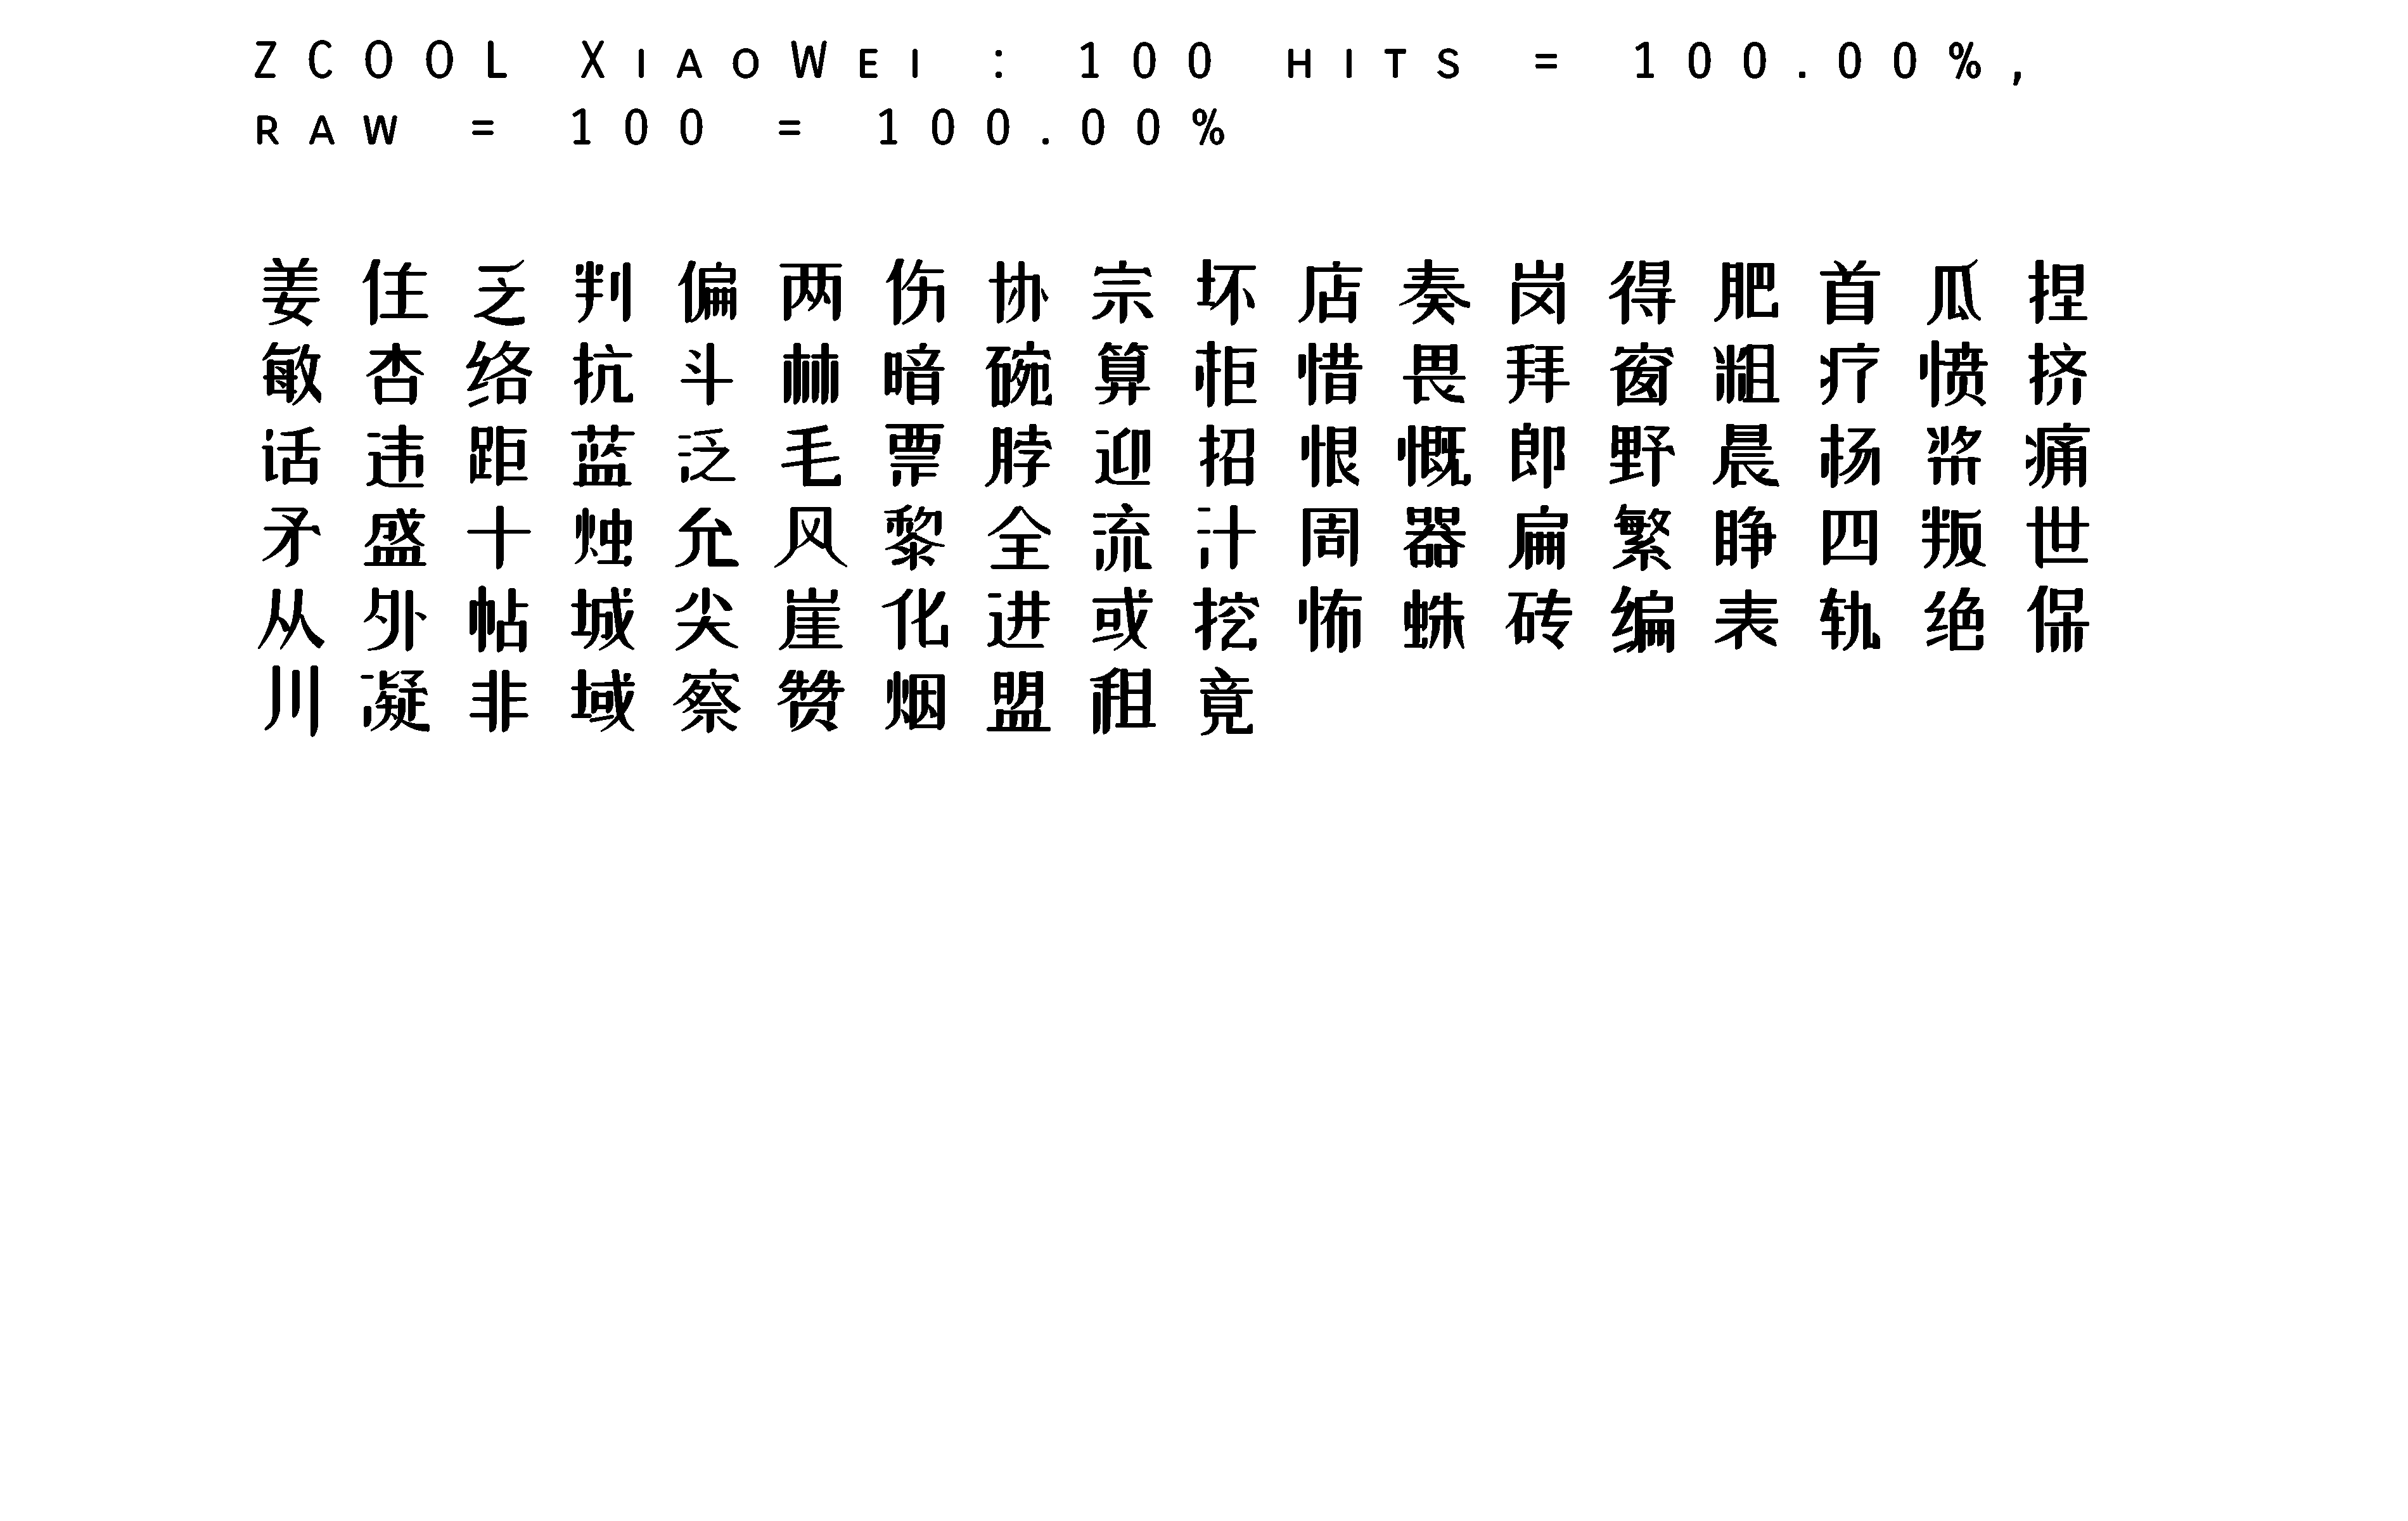 ZCOOL XiaoWei : 100 hits = 100.00%,
raw = 100 = 100.00%
姜住乏判偏两伤协宗坏店奏岗得肥首瓜捏
敏杏络抗斗林暗碗算柜惜畏拜窗粗疗愤挤
话违距蓝泛毛票脖迎招恨慨郎野晨扬桨痛
矛盛十烛允风黎全流汁周器扁繁睁四叛世
从外帖城尖崖化进或挖怖蛛砖编表轨绝保
川凝非域察赞烟盟租竟